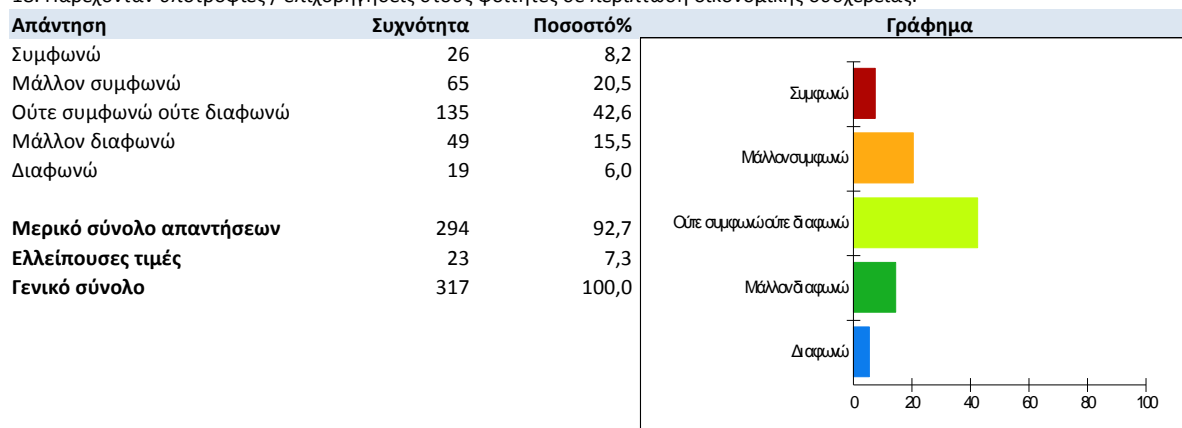 Απάντηση Συχνότητα Ποσοστό% Γράφημα
Συμφωνώ 26 8,2
Μάλλον συμφωνώ 65 20,5
Ούτε συμφωνώ ούτε διαφωνώ 135 42,6
Μάλλον διαφωνώ 49 15,5
Διαφωνώ 19 6,0
Μερικό σύνολο απαντήσεων 294 92,7
Ελλείπουσες τιμές 23 7,3
Γενικό σύνολο 317 100,0
Συμφωνώ
Μάλλον συμφωνώ
Ούτε συμφωνώ ούτε διαφωνώ
Μάλλον διαφωνώ
Διαφωνώ
0 20 40 60 80 100